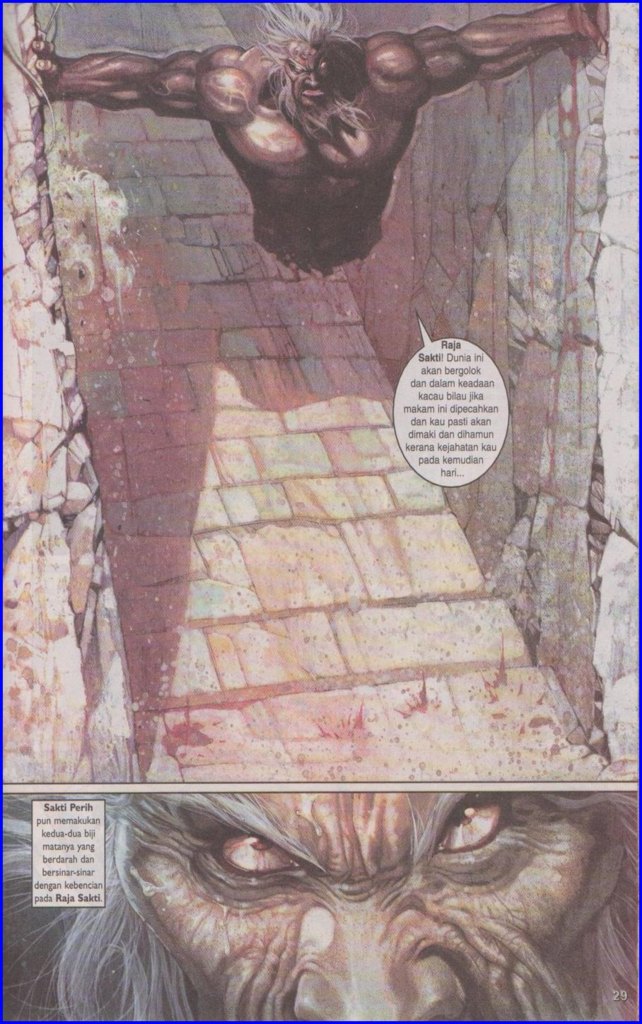 Raja
Sakti! Dunia ini
akan bergolok
dan dalam keadaan
kacau bilau jika
makam ini dipecahkan
dan kau pasti akan
dimaki dan dihamun
kerana kejahatan kau
pada kemudian
hari...
Sakti Perih
pun memakukan
kedua-dua biji
matanya yang
berdarah dan
bersinar-sinar
dengan kebencian
pada Raja Sakti.
29